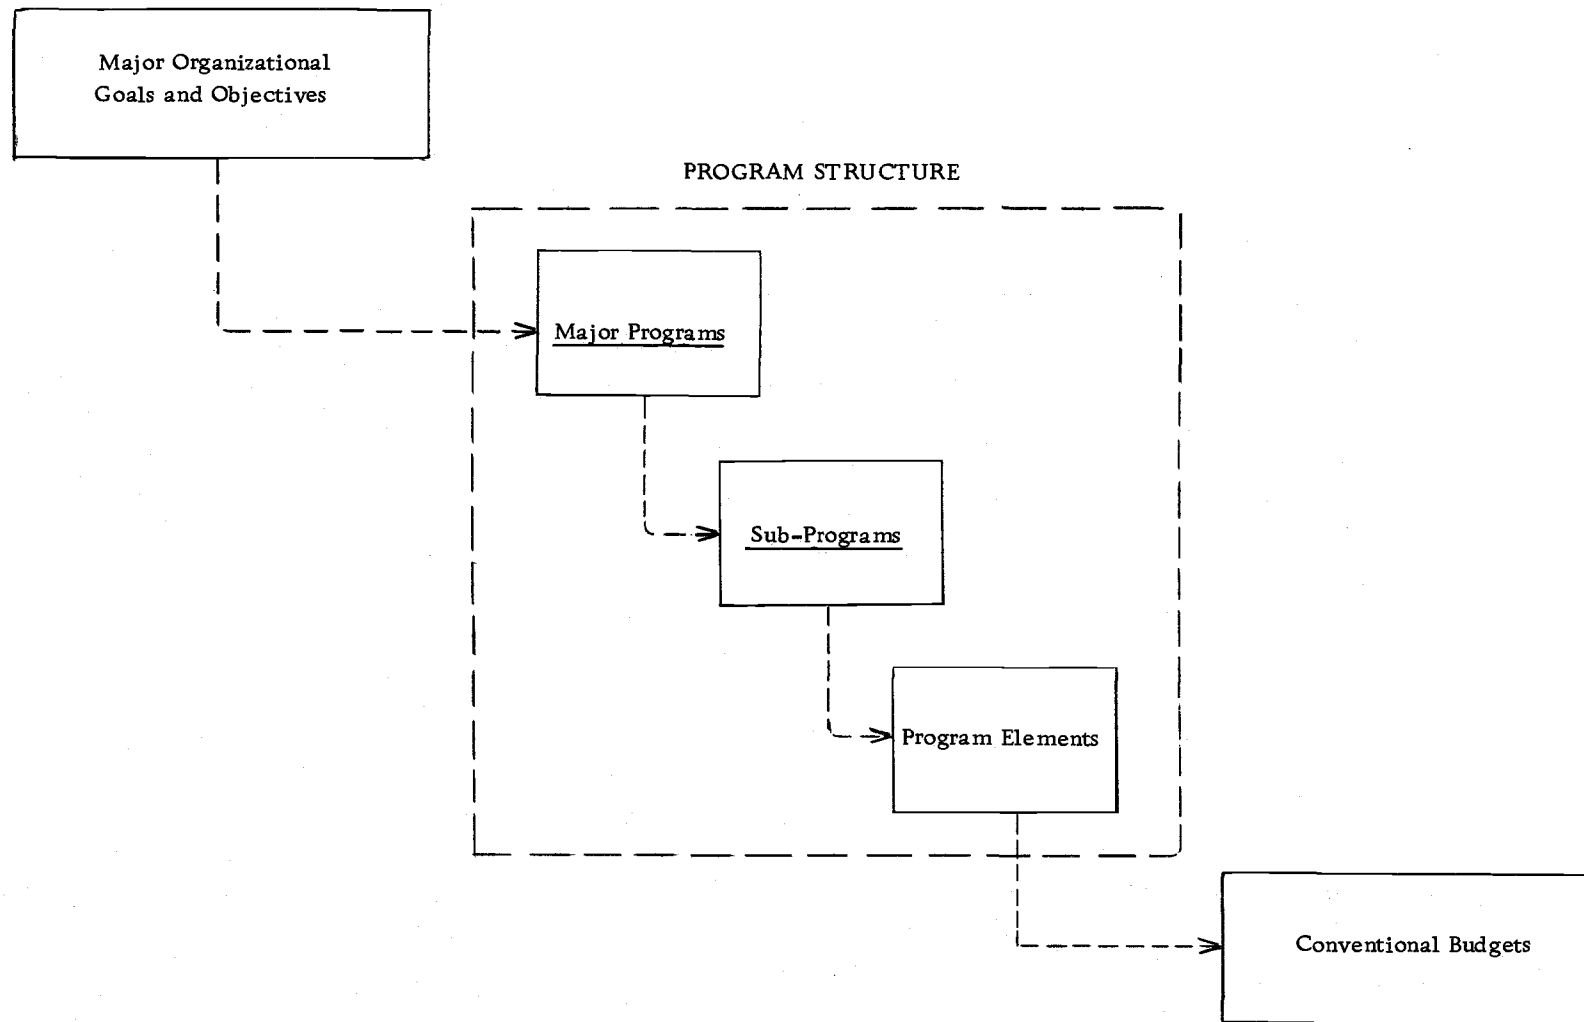 Major Organizational
Goals and Objectives
PROGRAM STRUCTURE
Major Programs
Sub-Programs
Program Elements
Conventional Budgets